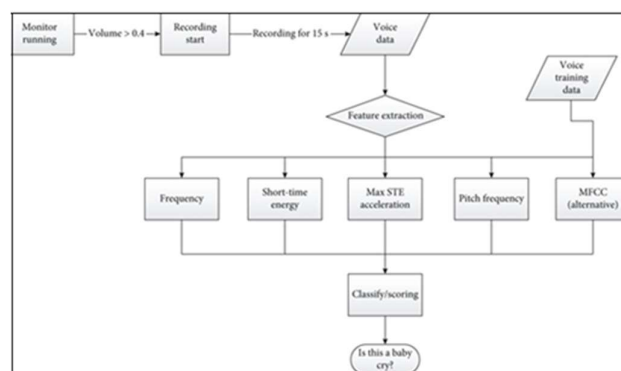 Monitor
running
Volume > 0.4
Recording
start
Recording for 15 s
Voice
data
Voice
training
data
Feature extraction
Frequency
Short-time
energy
Max STE
acceleration
Pitch frequency
MFCC
(alternative)
Classify/scoring
Is this a baby
cry?